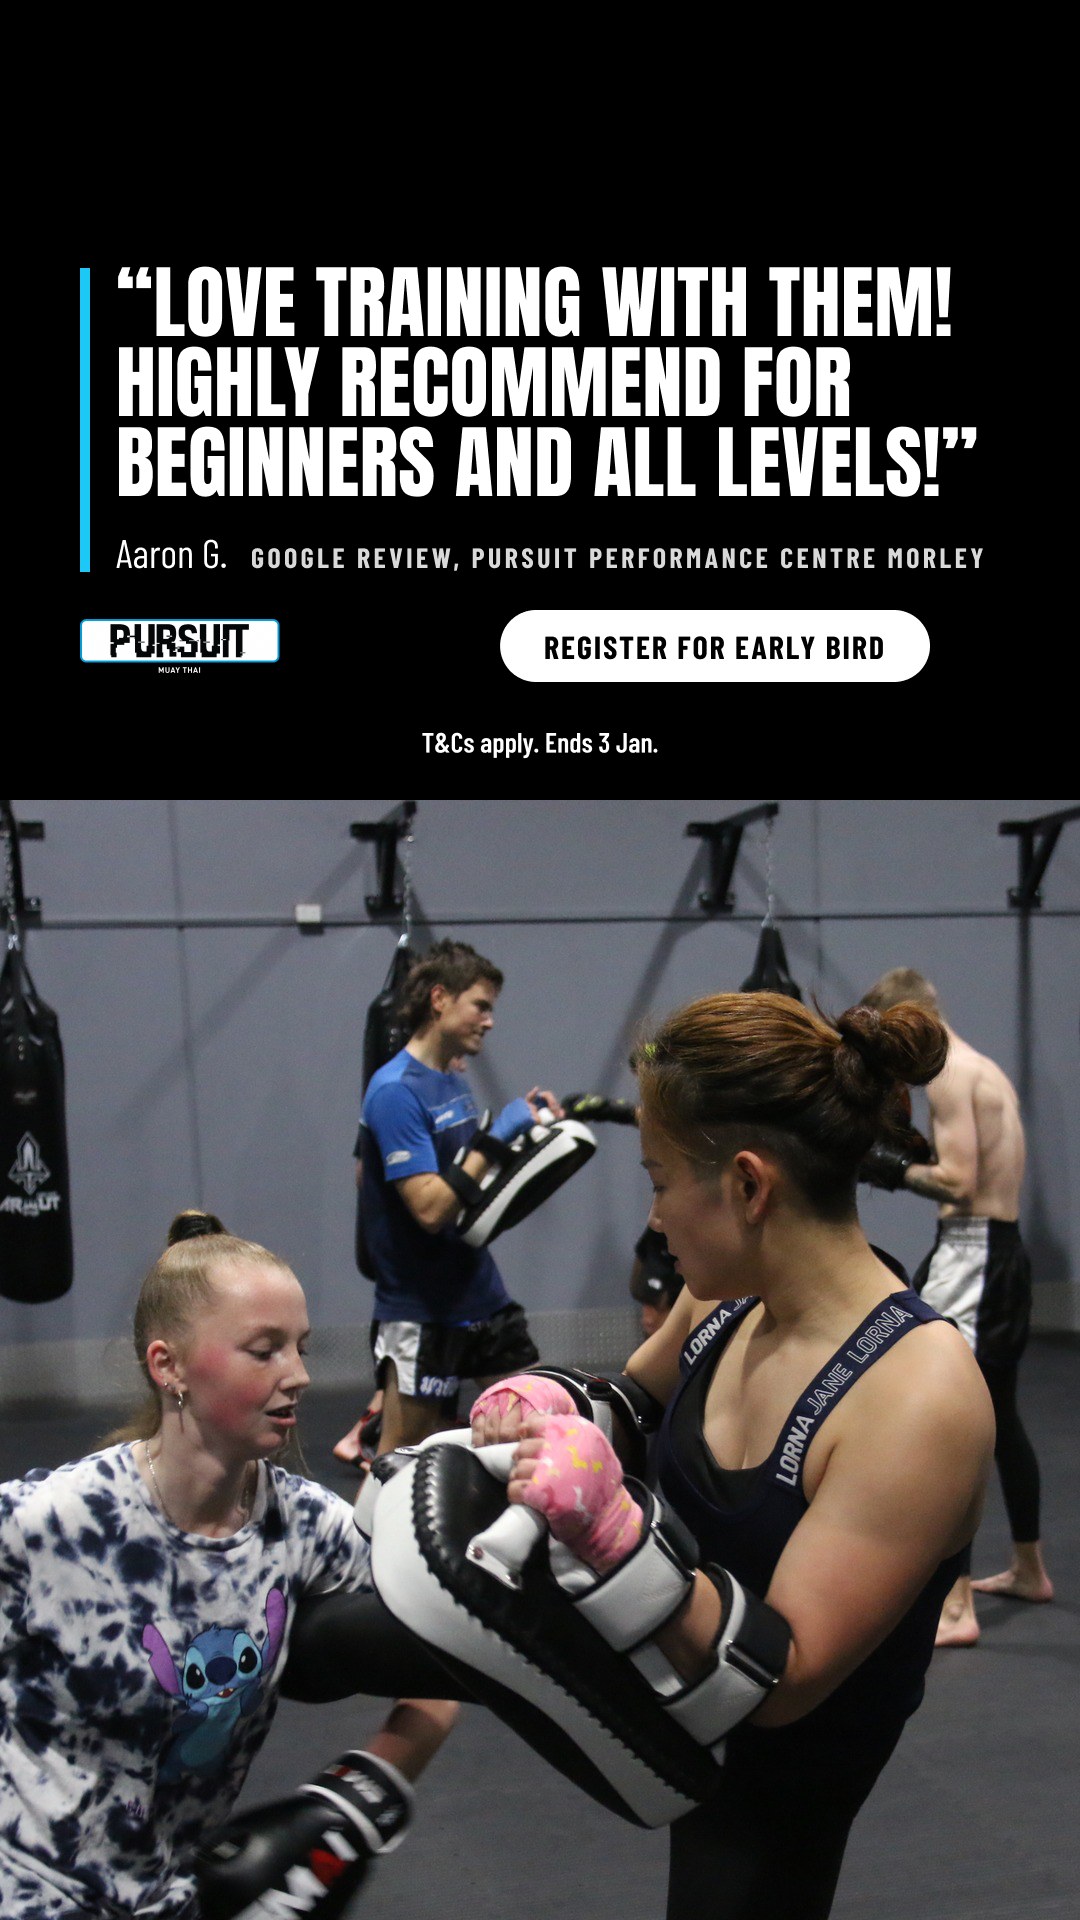 “LOVE TRAINING WITH THEM!
HIGHLY RECOMMEND FOR
BEGINNERS AND ALL LEVELS!”
Aaron G. GOOGLE REVIEW, PURSUIT PERFORMANCE CENTRE MORLEY
PURSUIT
MUAY THAI
REGISTER FOR EARLY BIRD
T&Cs apply. Ends 3 Jan.
LORNA
LORNA JANE LORNA